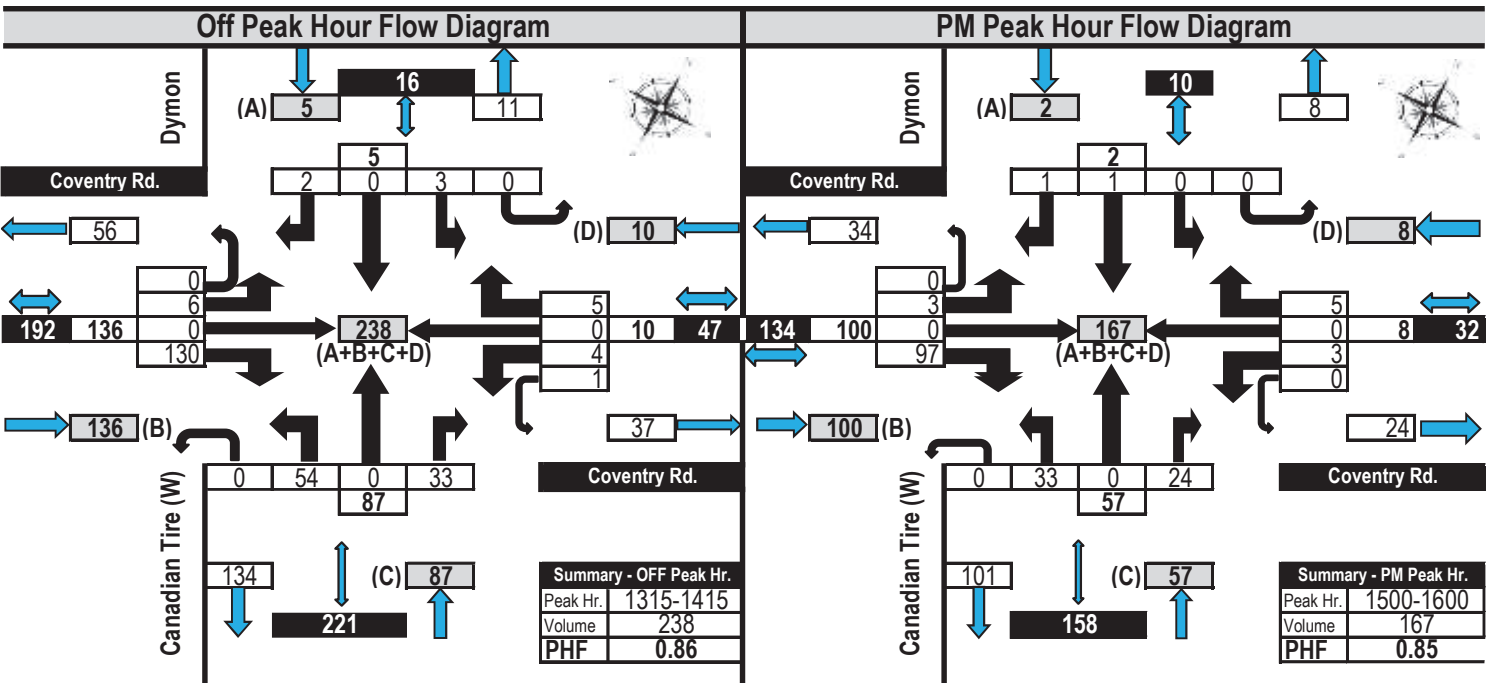 Off Peak Hour Flow Diagram
Dymon
(A) 5
16
11
5
2 0 3 0
Coventry Rd.
56
(D) 10
0
6
0
130
192 136
238
(A+B+C+D)
5
0
4
1
10 47
136 (B)
37
0 54 0 33
87
Coventry Rd.
Canadian Tire (W)
134
(C) 87
221
Summary - OFF Peak Hr.
Peak Hr. 1315-1415
Volume 238
PHF 0.86
PM Peak Hour Flow Diagram
Dymon
(A) 2
10
8
2
1 1 0 0
Coventry Rd.
34
(D) 8
0
3
0
97
134 100
167
(A+B+C+D)
5
0
3
0
8 32
100 (B)
24
0 33 0 24
57
Coventry Rd.
Canadian Tire (W)
101
(C) 57
158
Summary - PM Peak Hr.
Peak Hr. 1500-1600
Volume 167
PHF 0.85